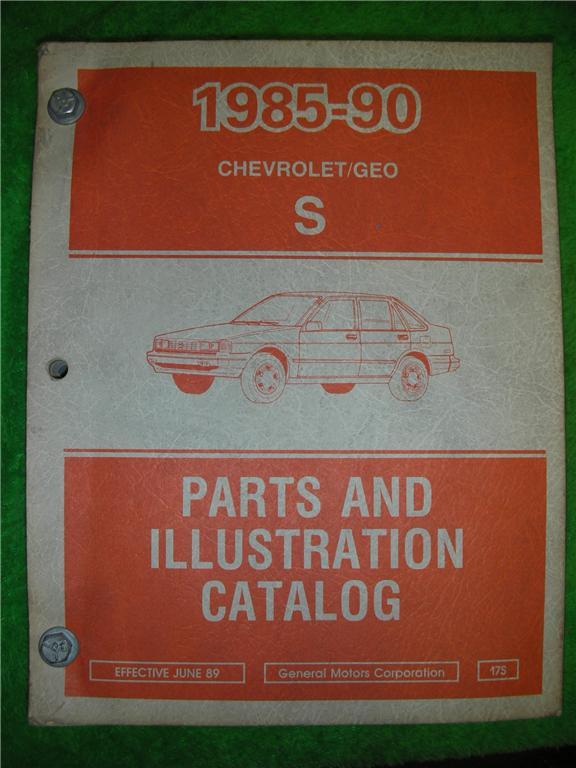 1985-90
CHEVROLET/GEO
S
PARTS AND
ILLUSTRATION
CATALOG
EFFECTIVE JUNE 89 General Motors Corporation 17S